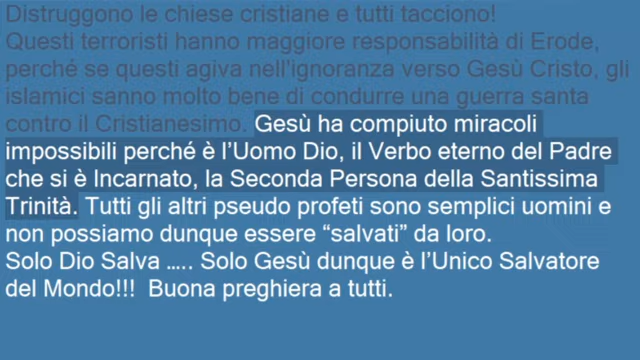 Distruggono le chiese cristiane e tutti tacciono!
Questi terroristi hanno maggiore responsabilità di Erode,
perché se questi agiva nell'ignoranza verso Gesù Cristo, gli
islamici sanno molto bene di condurre una guerra santa
contro il Cristianesimo. Gesù ha compiuto miracoli
impossibili perché è l'Uomo Dio, il Verbo eterno del Padre
che si è Incarnato, la Seconda Persona della Santissima
Trinità. Tutti gli altri pseudo profeti sono semplici uomini e
non possiamo dunque essere “salvati” da loro.
Solo Dio Salva ….. Solo Gesù dunque è l'Unico Salvatore
del Mondo!!!  Buona preghiera a tutti.